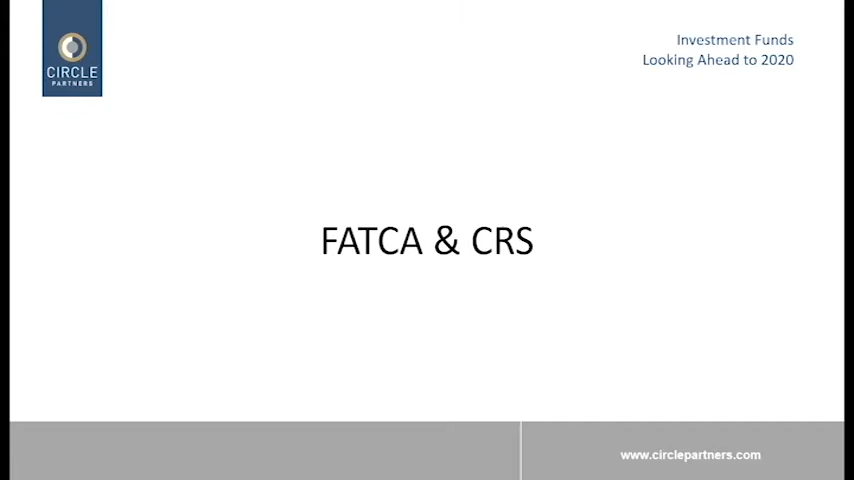 CIRCLE
PARTNERS
Investment Funds
Looking Ahead to 2020
FATCA & CRS
www.circlepartners.com